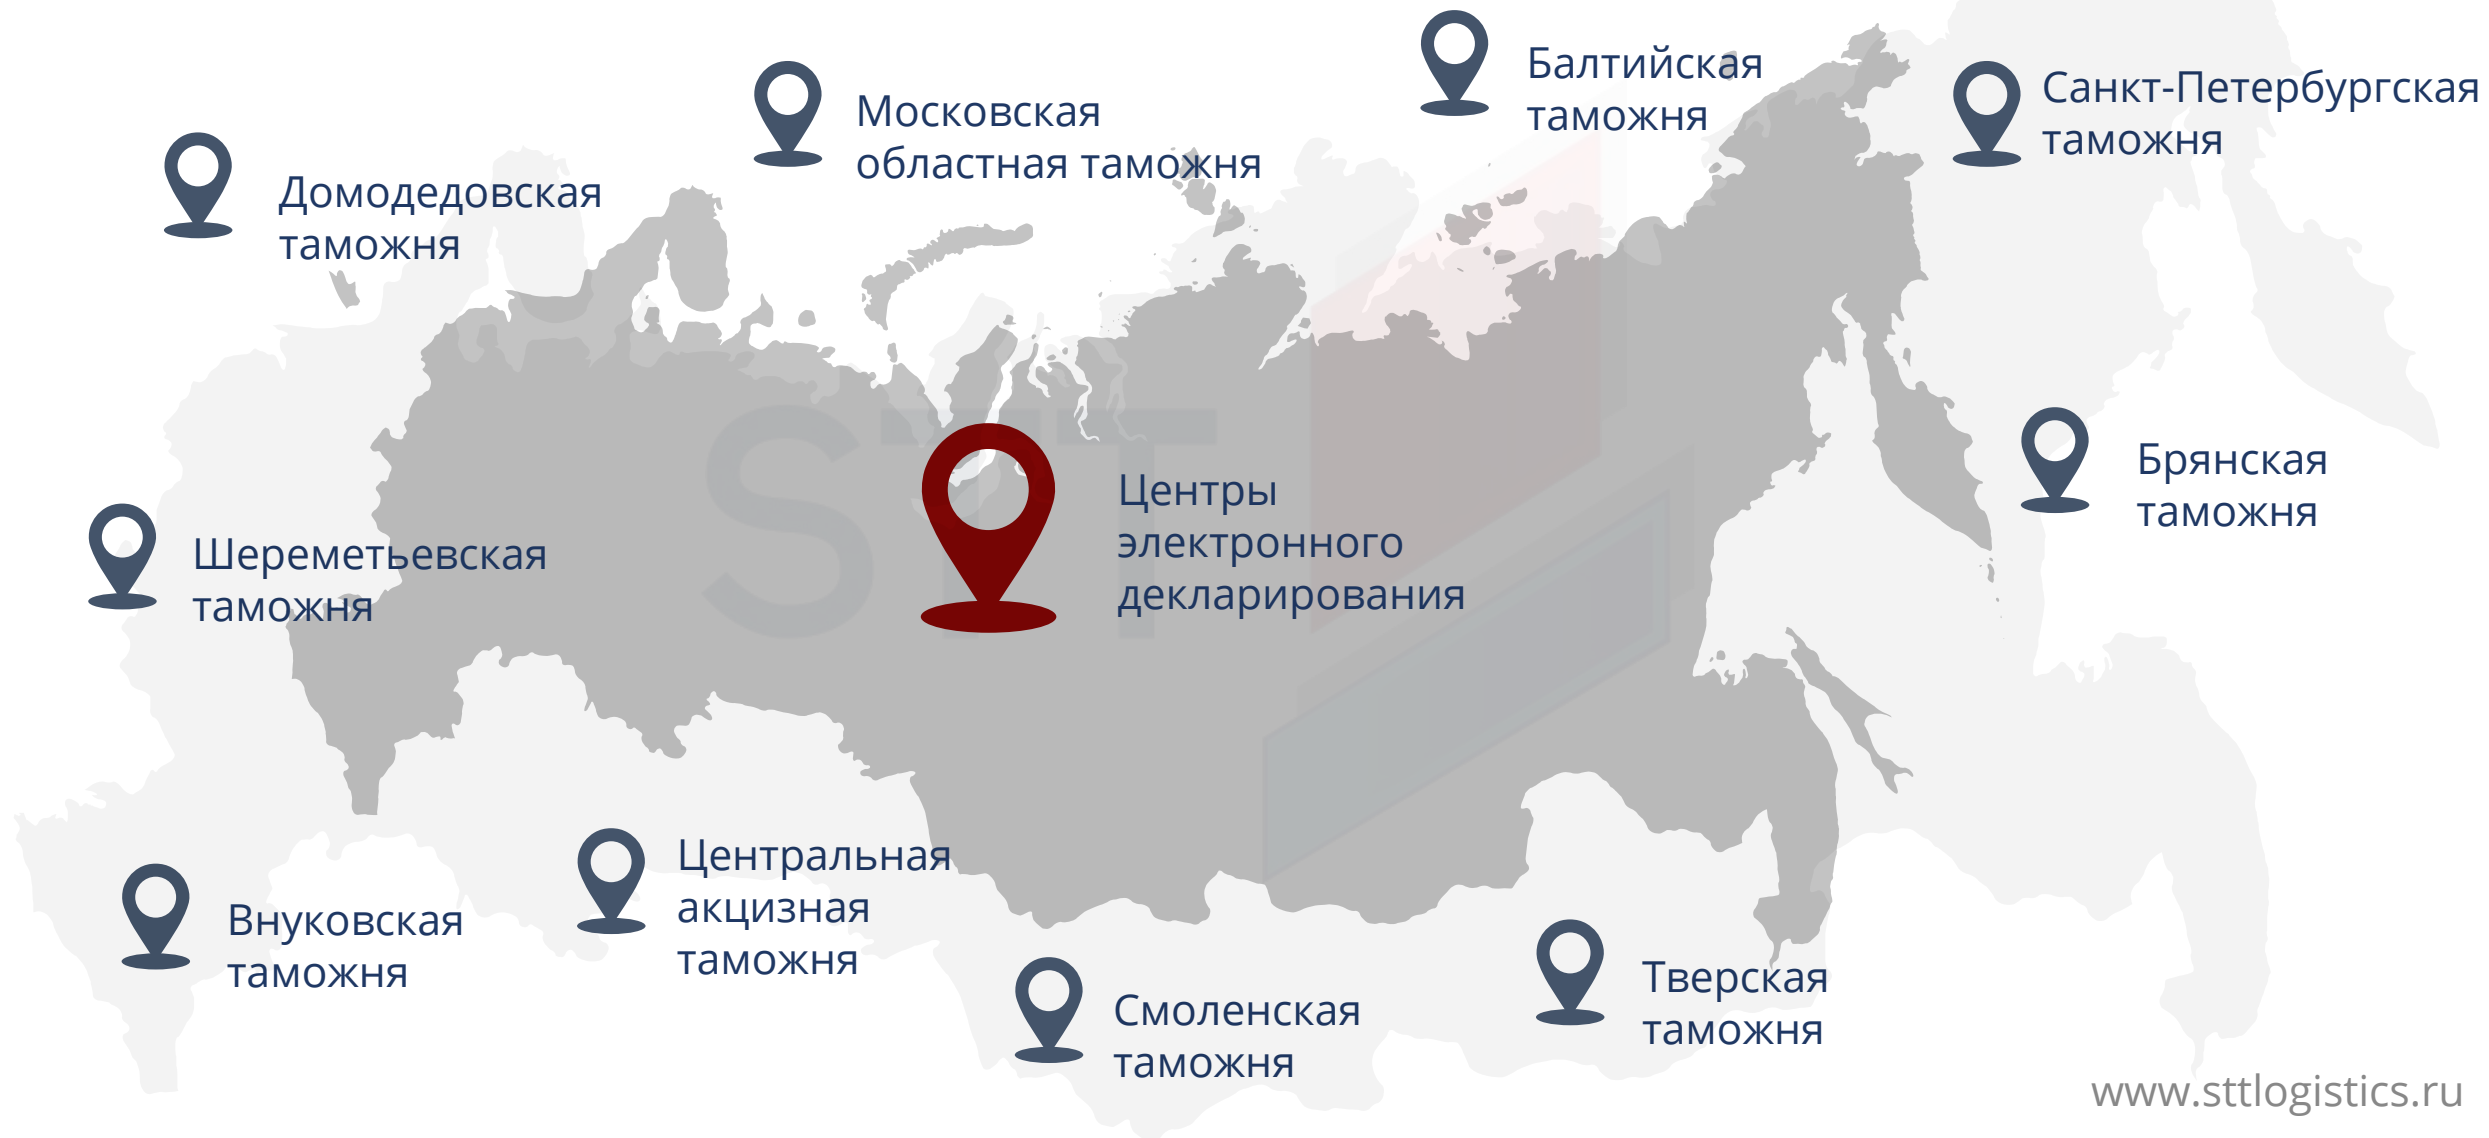 Балтийская
таможня
Санкт-Петербургская
таможня
Московская
областная таможня
Домодедовская
таможня
Брянская
таможня
Центры
электронного
декларирования
Шереметьевская
таможня
Центральная
акцизная
таможня
Внуковская
таможня
Тверская
таможня
Смоленская
таможня
www.sttlogistics.ru
STT